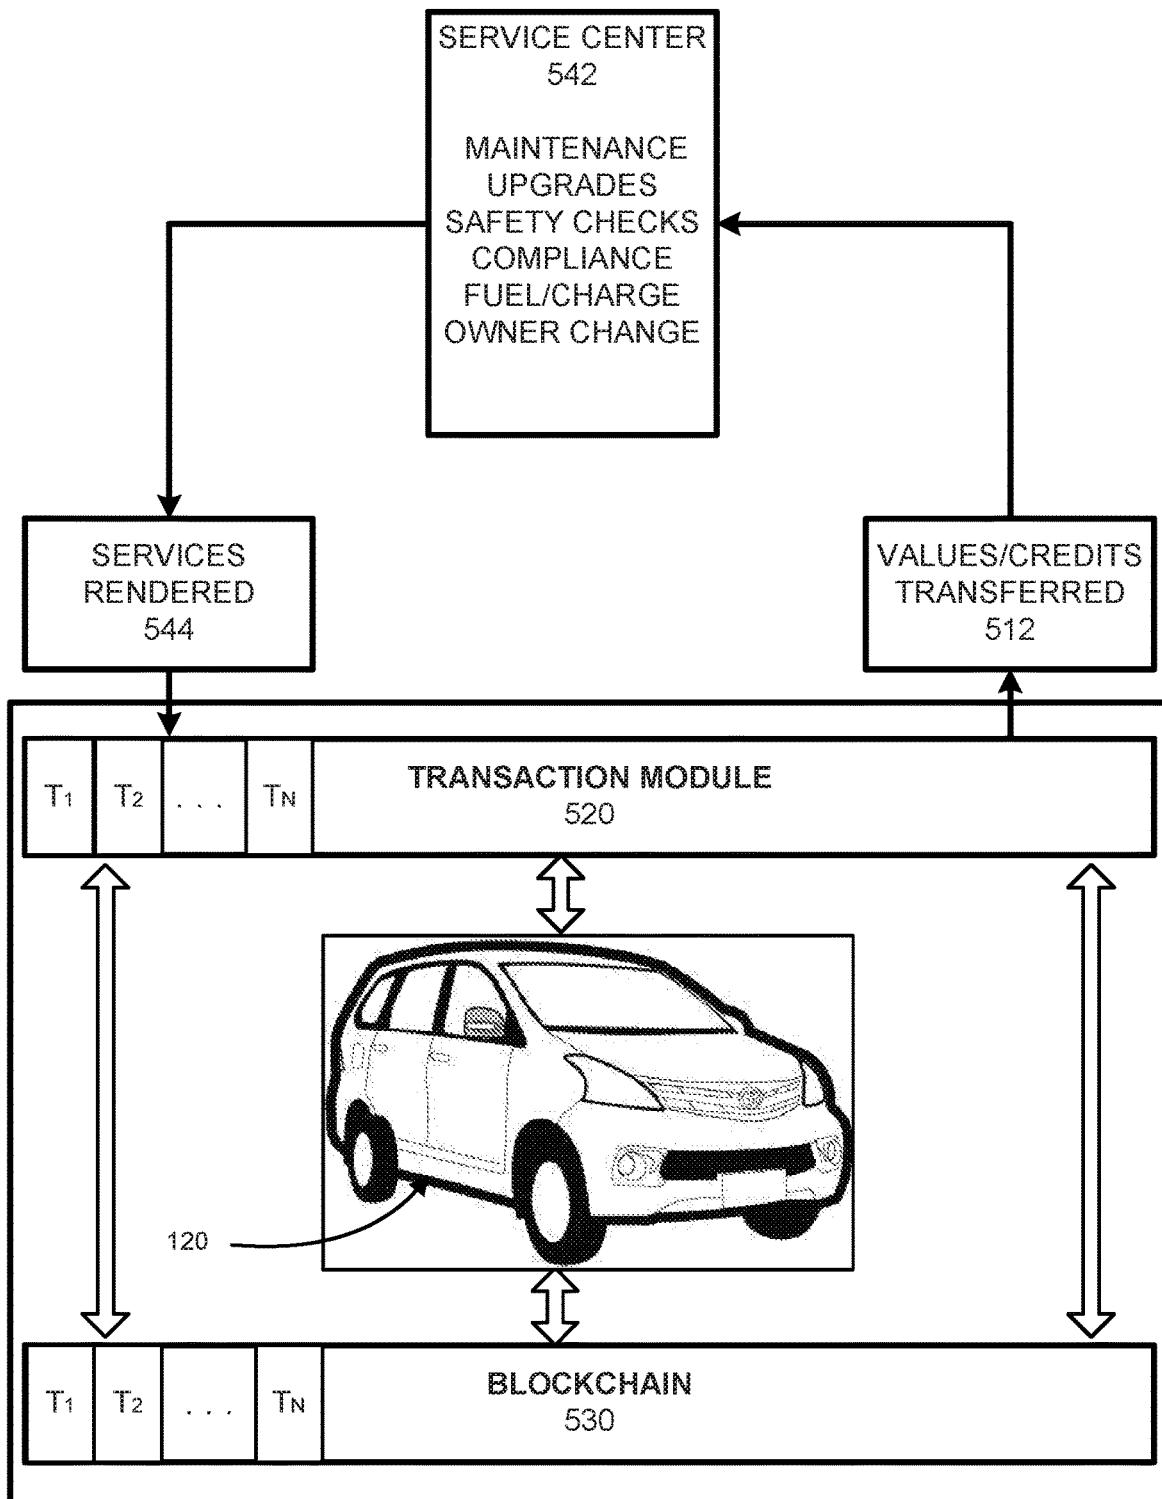 SERVICE CENTER
542
MAINTENANCE
UPGRADES
SAFETY CHECKS
COMPLIANCE
FUEL/CHARGE
OWNER CHANGE
SERVICES
RENDERED
544
VALUES/CREDITS
TRANSFERRED
512
T1 T2 . . . TN
TRANSACTION MODULE
520
120
T1 T2 . . . TN
BLOCKCHAIN
530